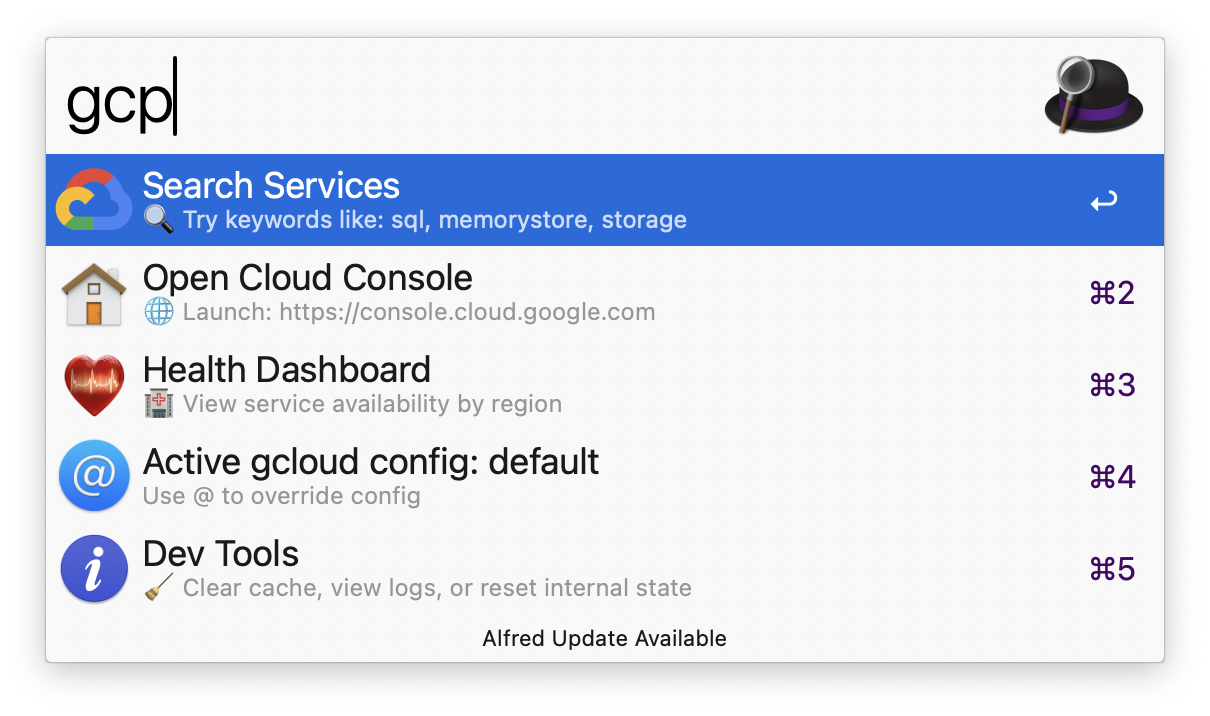 gcp
Search Services
🔍 Try keywords like: sql, memorystore, storage
Open Cloud Console
🌐 Launch: https://console.cloud.google.com
⌘2
Health Dashboard
🏥 View service availability by region
⌘3
Active gcloud config: default
Use @ to override config
⌘4
Dev Tools
🧹 Clear cache, view logs, or reset internal state
⌘5
Alfred Update Available